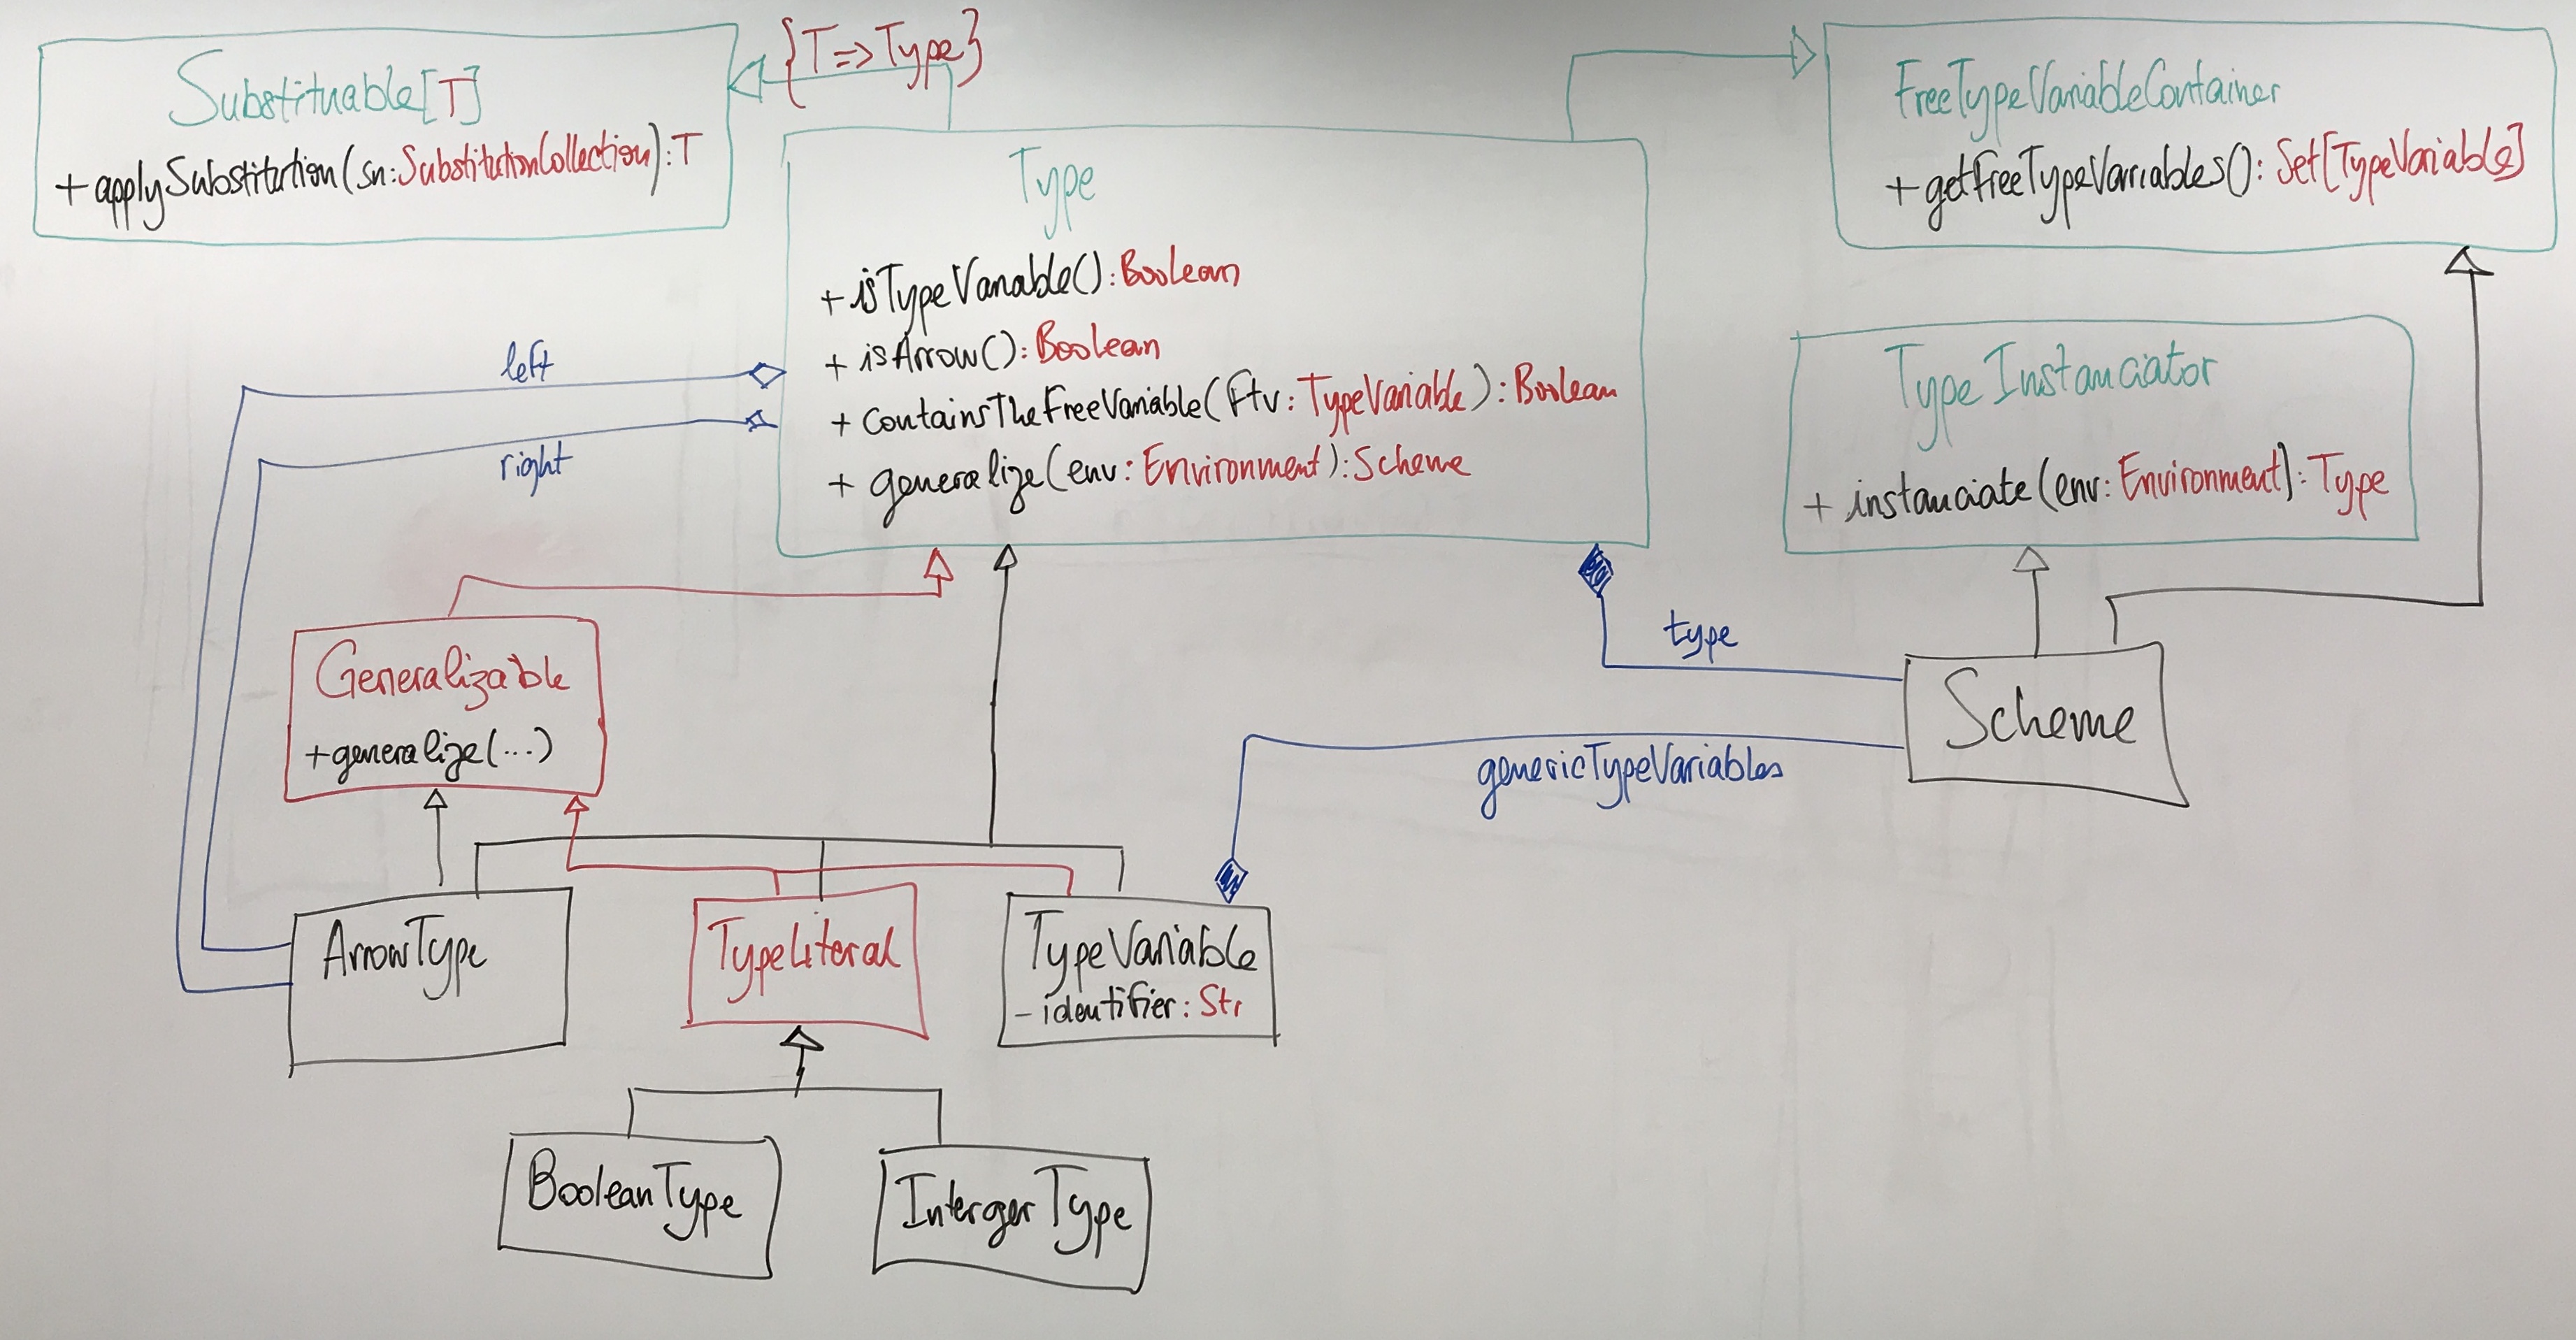 Substituable[T]
+ applySubstitution(sn:SubstitutionCollection):T
{T=>Type}
FreeTypeVariableContainer
+ getFreeTypeVariables(): Set[TypeVariable]
Type
+ isTypeVariable():Boolean
+ isArrow():Boolean
+ containsTheFreeVariable(ftv:TypeVariable):Boolean
+ generalize(env:Environment):Scheme
left
right
TypeInstanciator
+ instanciate(env:Environment):Type
Generalizable
+generalize(...)
type
Scheme
genericTypeVariables
ArrowType
TypeLiteral
TypeVariable
- identifier: Str
BooleanType
IntergerType